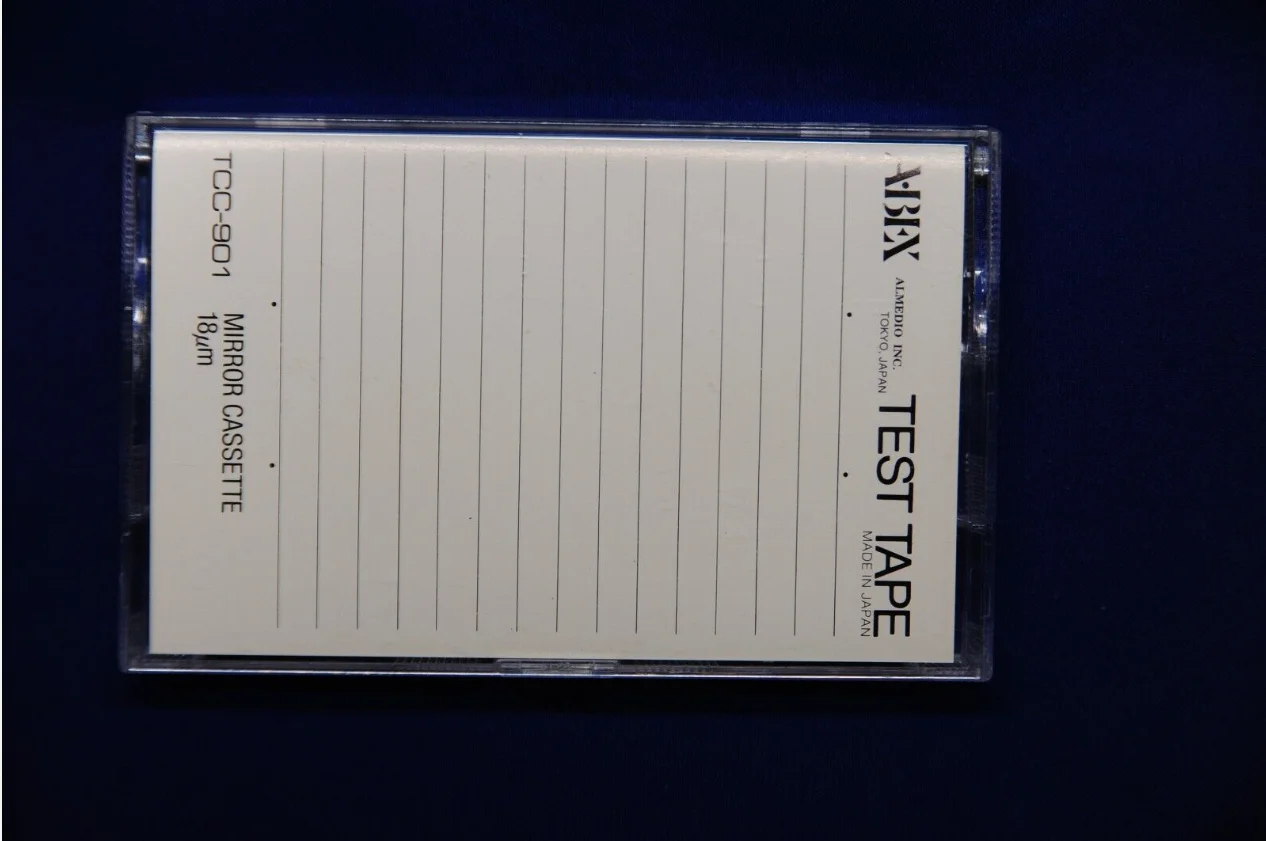 ABEX ALMEDIO INC.
TOKYO, JAPAN
TEST TAPE
MADE IN JAPAN
TCC-901 MIRROR CASSETTE
18μm